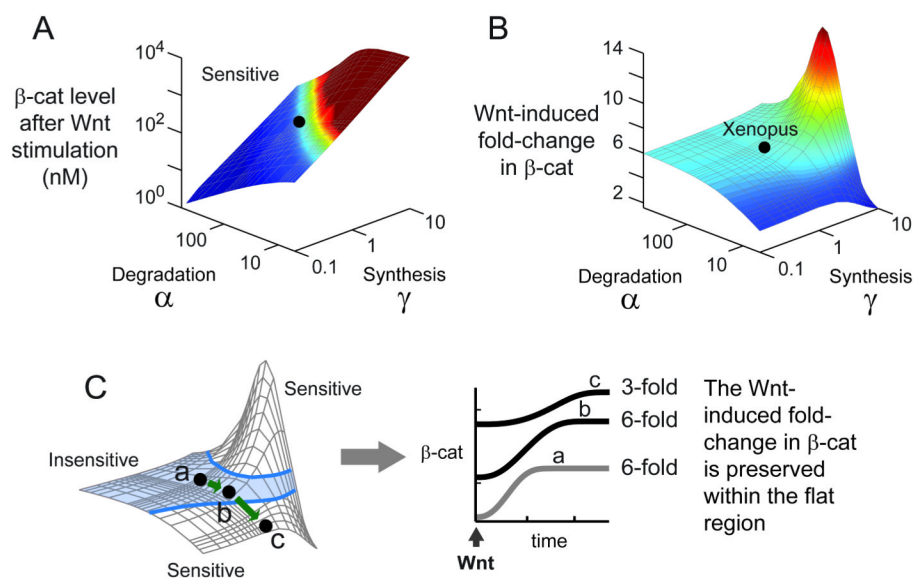 A
β-cat level
after Wnt
stimulation
(nM)
Sensitive
10⁴
10²
10⁰
100
10
0.1
1
10
Degradation
α
Synthesis
γ
B
Wnt-induced
fold-change
in β-cat
14
10
6
2
Xenopus
100
10
0.1
1
10
Degradation
α
Synthesis
γ
C
Sensitive
Insensitive
a
b
c
Sensitive
β-cat
c
b
a
3-fold
6-fold
6-fold
time
Wnt
The Wnt-
induced fold-
change in β-cat
is preserved
within the flat
region